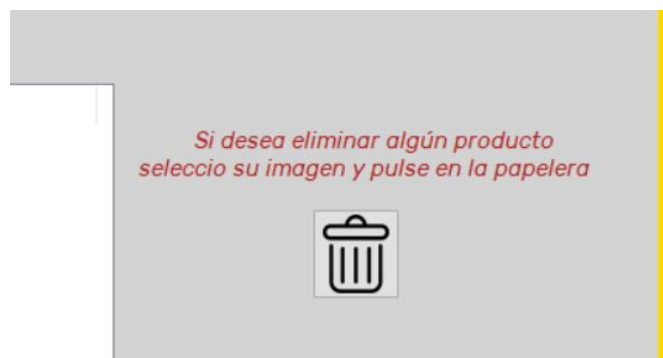 Si desea eliminar algún producto
seleccio su imagen y pulse en la papelera